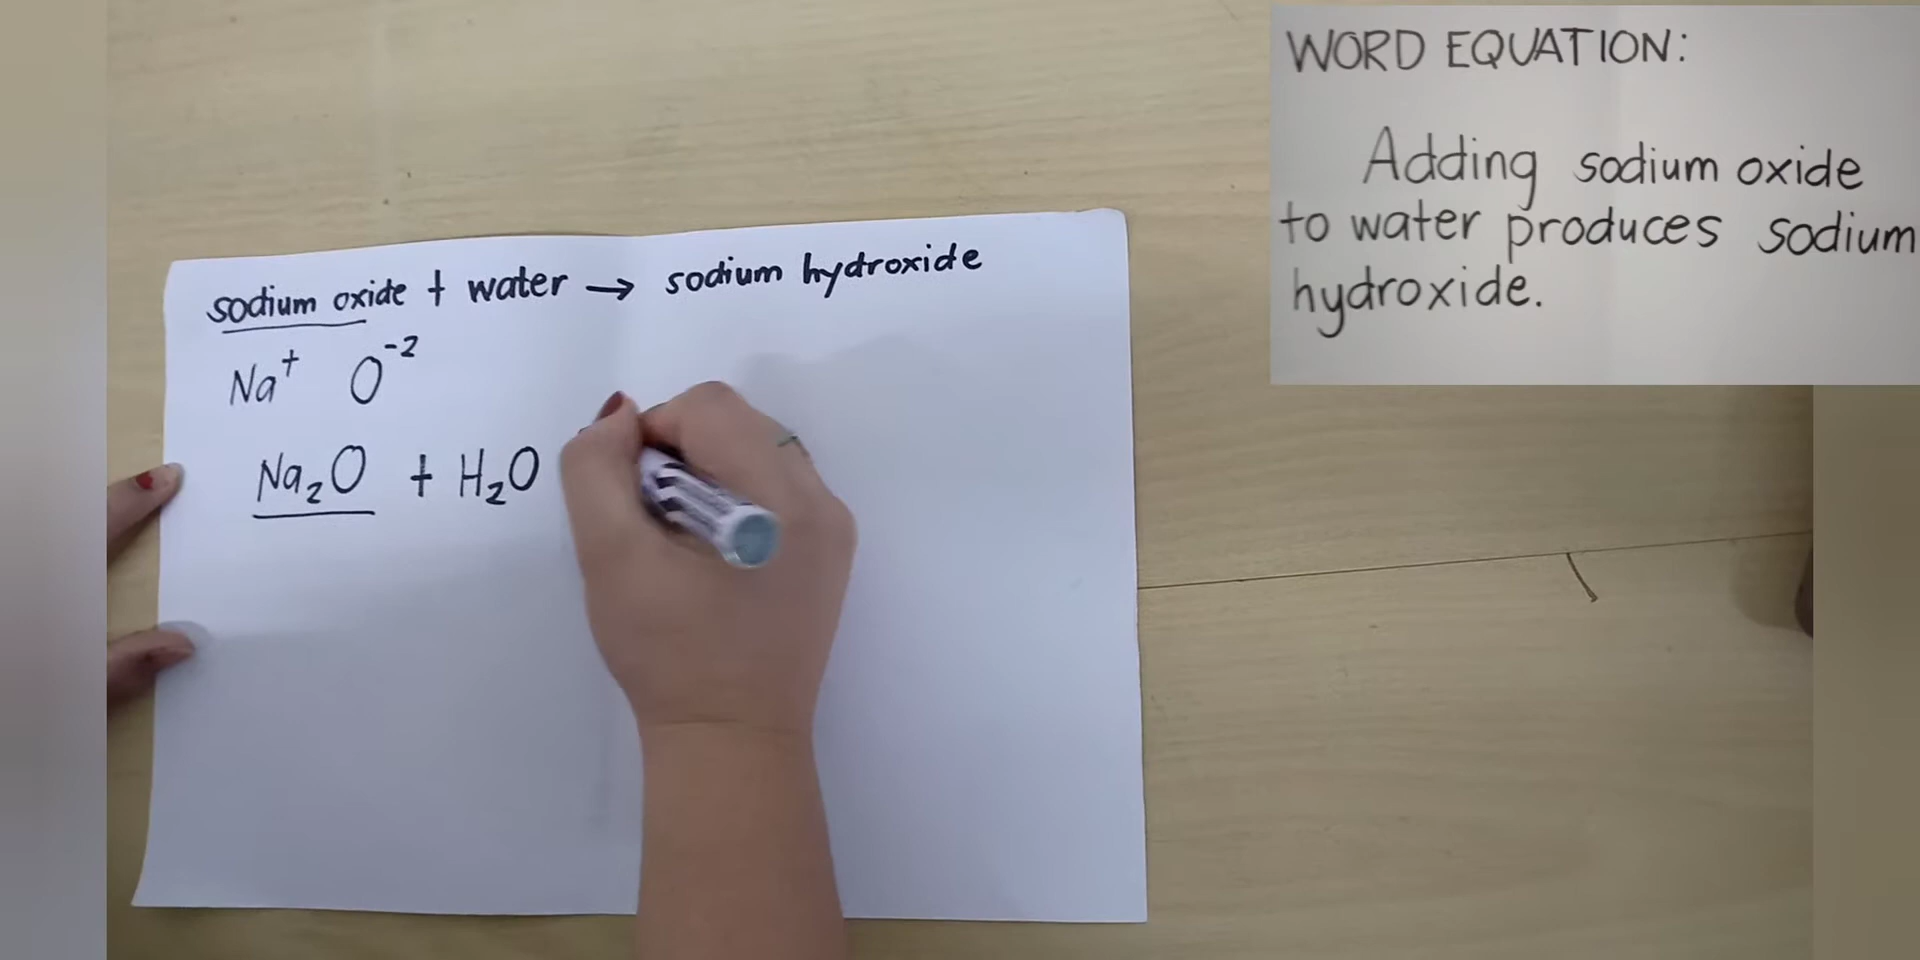 WORD EQUATION:
Adding sodium oxide
to water produces sodium
hydroxide.
sodium oxide + water → sodium hydroxide
Na⁺ O⁻²
Na₂O + H₂O